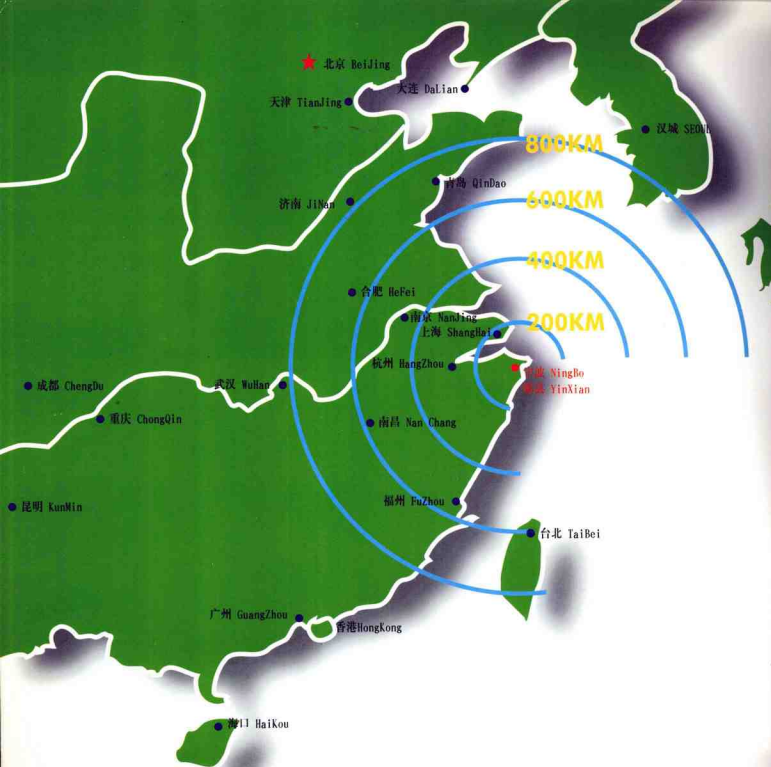 北京 BeiJing
大连 DaLian
天津 TianJing
汉城 SEOUL
800KM
青岛 QinDao
600KM
济南 JiNan
400KM
合肥 HeFei
南京 NanJing
200KM
上海 ShangHai
杭州 HangZhou
宁波 NingBo
成都 ChengDu
武汉 WuHan
YinXian
重庆 ChongQin
南昌 Nan Chang
福州 FuZhou
昆明 KunMin
台北 TaiBei
广州 GuangZhou
香港HongKong
海口 HaiKou